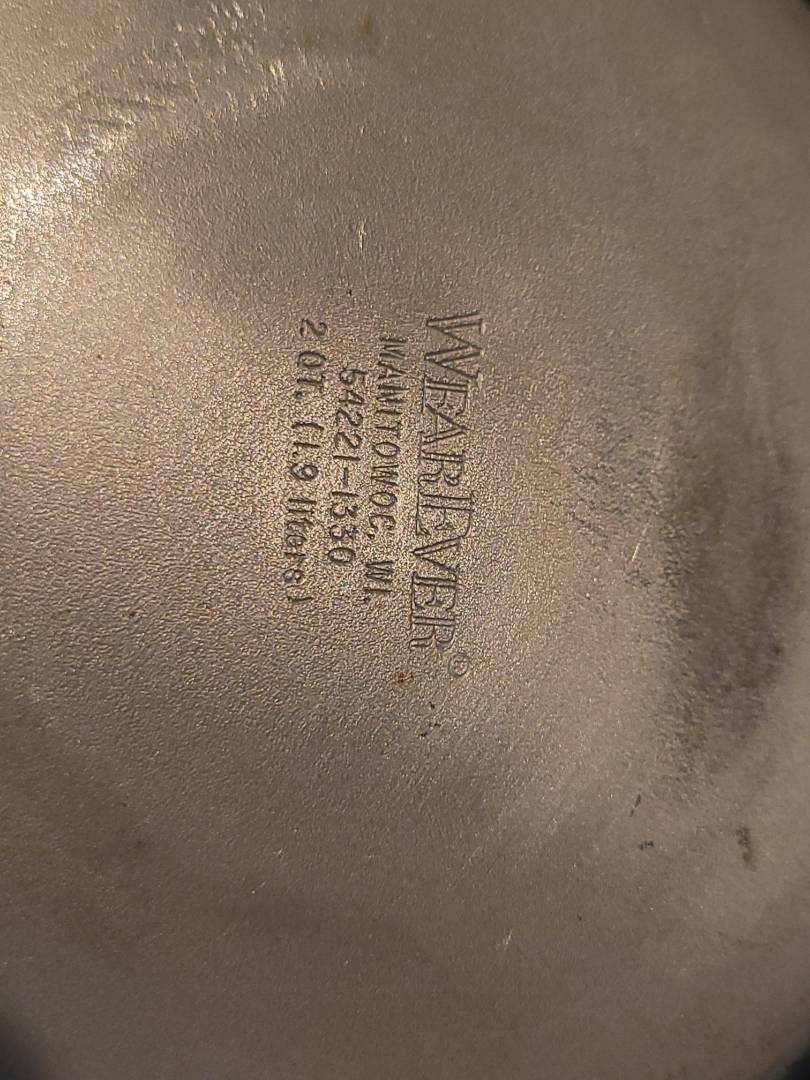 WEAREVER®
MANITOWOC, WI.
54221-1330
2 QT. (1.9 liters)